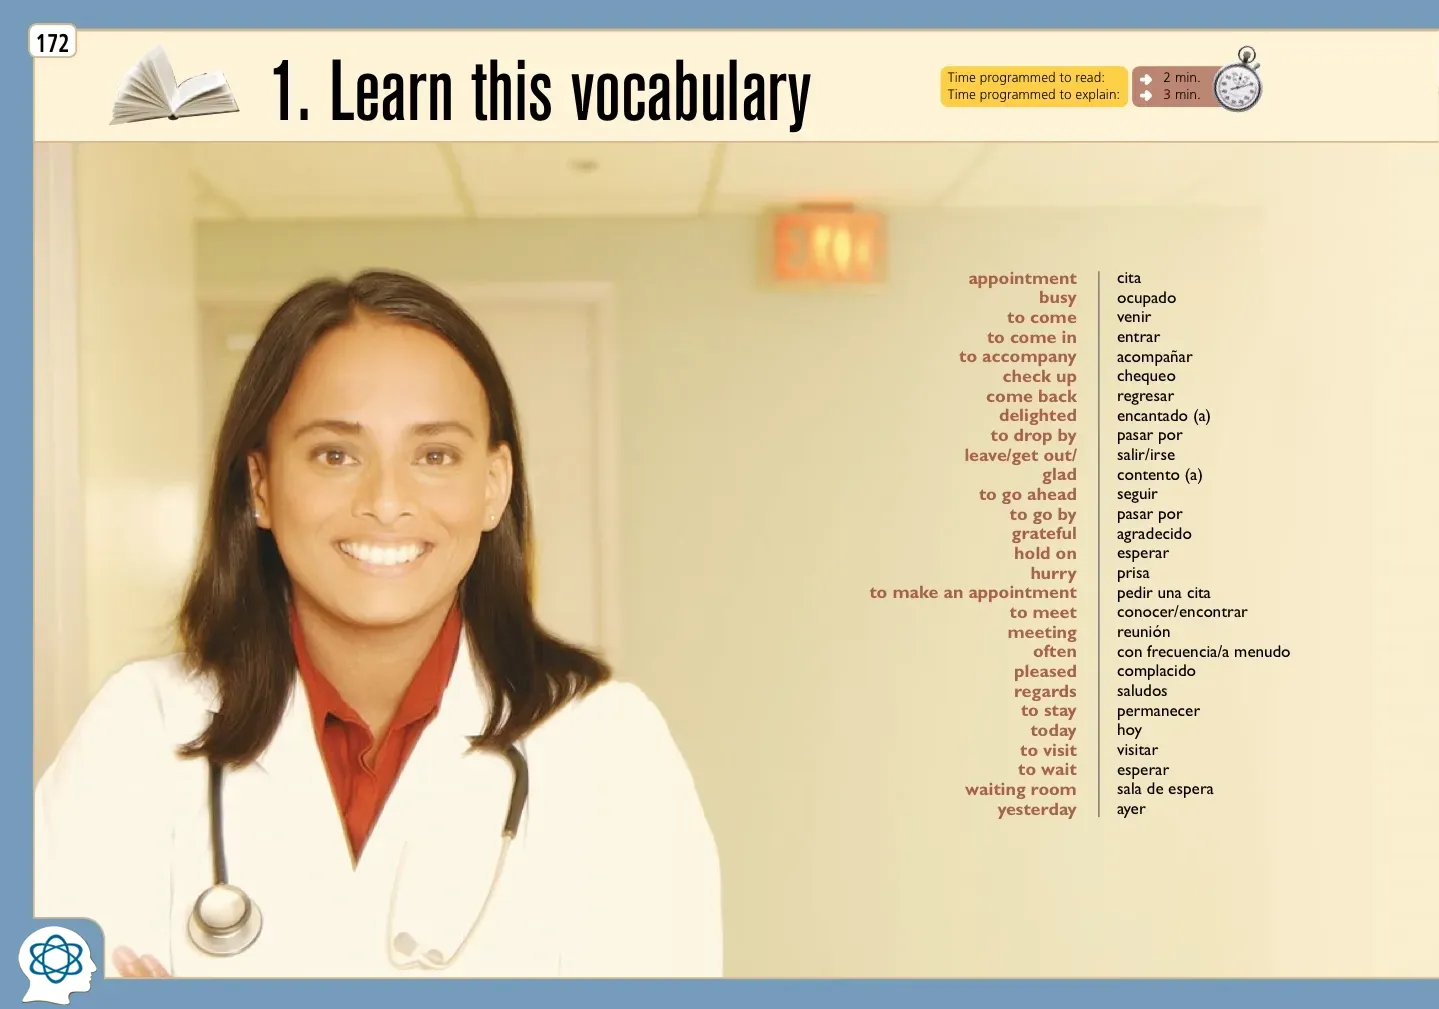 172
1. Learn this vocabulary
Time programmed to read: 2 min.
Time programmed to explain: 3 min.
appointment cita
busy ocupado
to come venir
to come in entrar
to accompany acompañar
check up chequeo
come back regresar
delighted encantado (a)
to drop by pasar por
leave/get out/ salir/irse
glad contento (a)
to go ahead seguir
to go by pasar por
grateful agradecido
hold on esperar
hurry prisa
to make an appointment pedir una cita
to meet conocer/encontrar
meeting reunión
often con frecuencia/a menudo
pleased complacido
regards saludos
to stay permanecer
today hoy
to visit visitar
to wait esperar
waiting room sala de espera
yesterday ayer